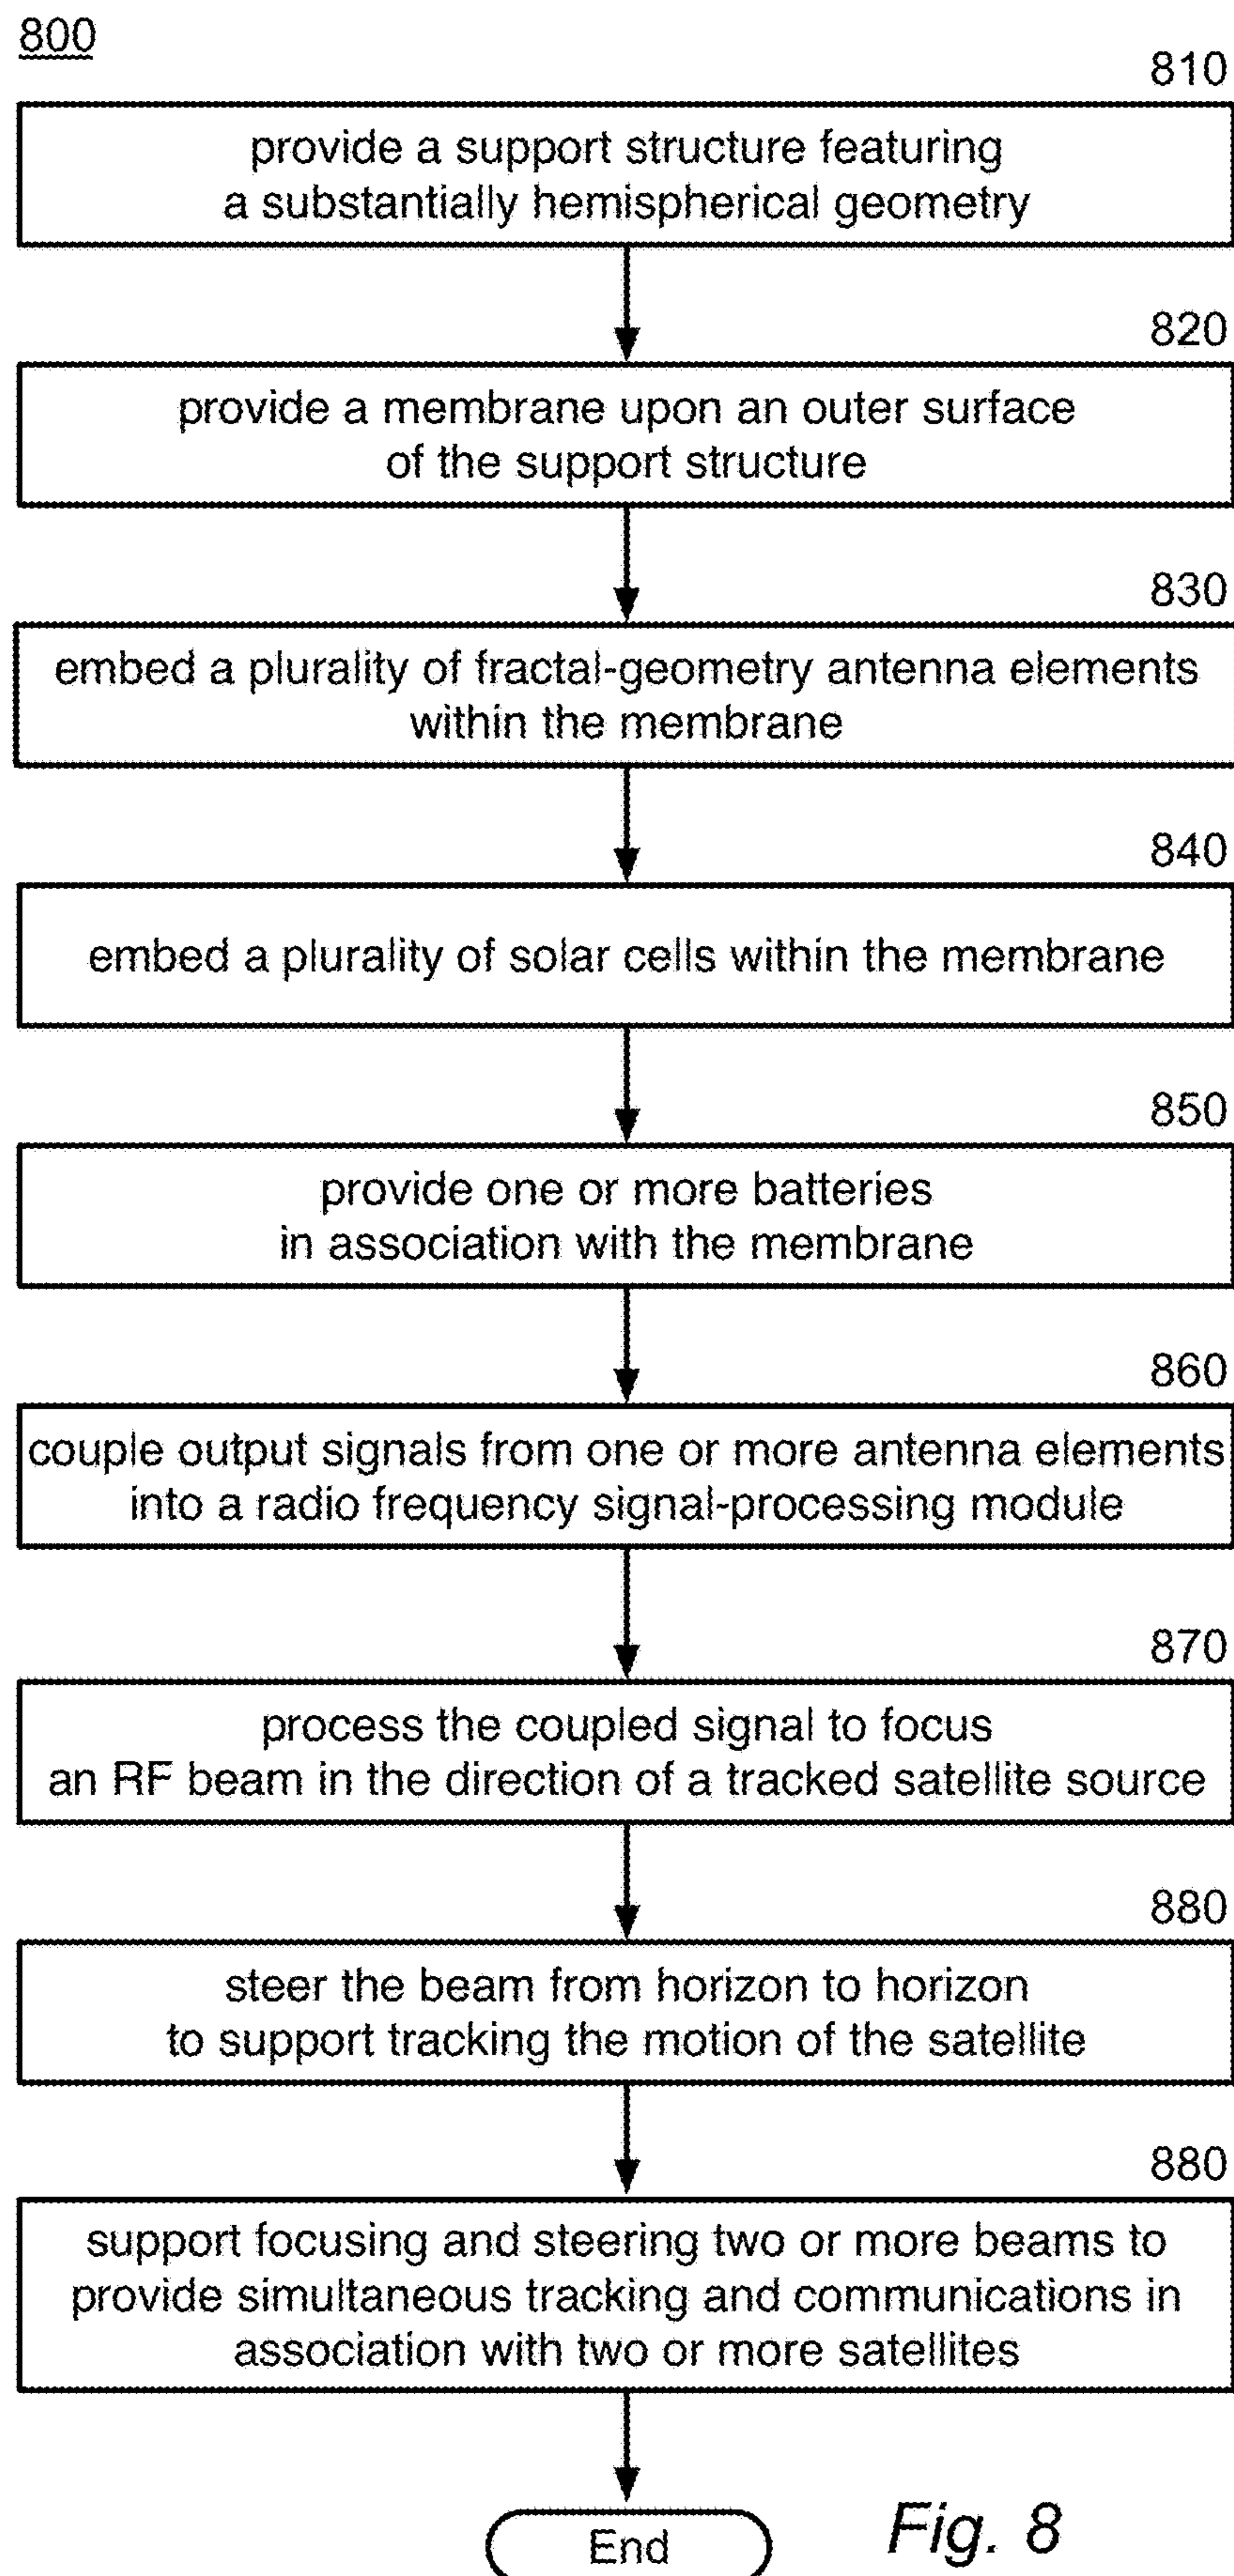 800
810
provide a support structure featuring
a substantially hemispherical geometry
820
provide a membrane upon an outer surface
of the support structure
830
embed a plurality of fractal-geometry antenna elements
within the membrane
840
embed a plurality of solar cells within the membrane
850
provide one or more batteries
in association with the membrane
860
couple output signals from one or more antenna elements
into a radio frequency signal-processing module
870
process the coupled signal to focus
an RF beam in the direction of a tracked satellite source
880
steer the beam from horizon to horizon
to support tracking the motion of the satellite
880
support focusing and steering two or more beams to
provide simultaneous tracking and communications in
association with two or more satellites
End
Fig. 8